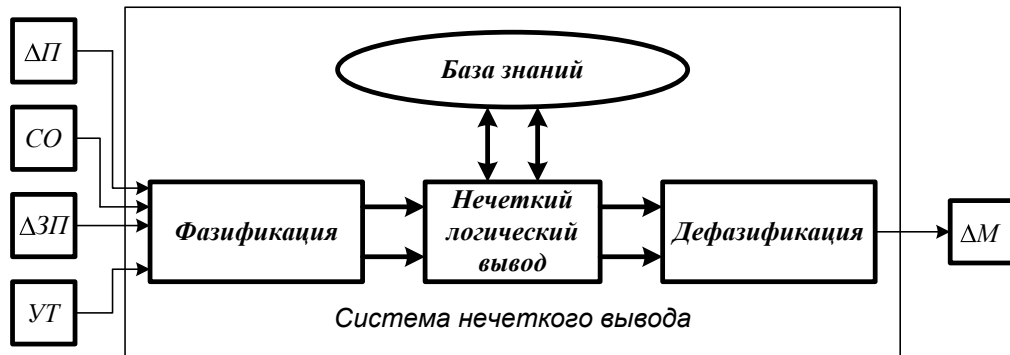 ΔП
СО
ΔЗП
УТ
База знаний
Фазификация
Нечеткий
логический
вывод
Дефазификация
ΔМ
Система нечеткого вывода